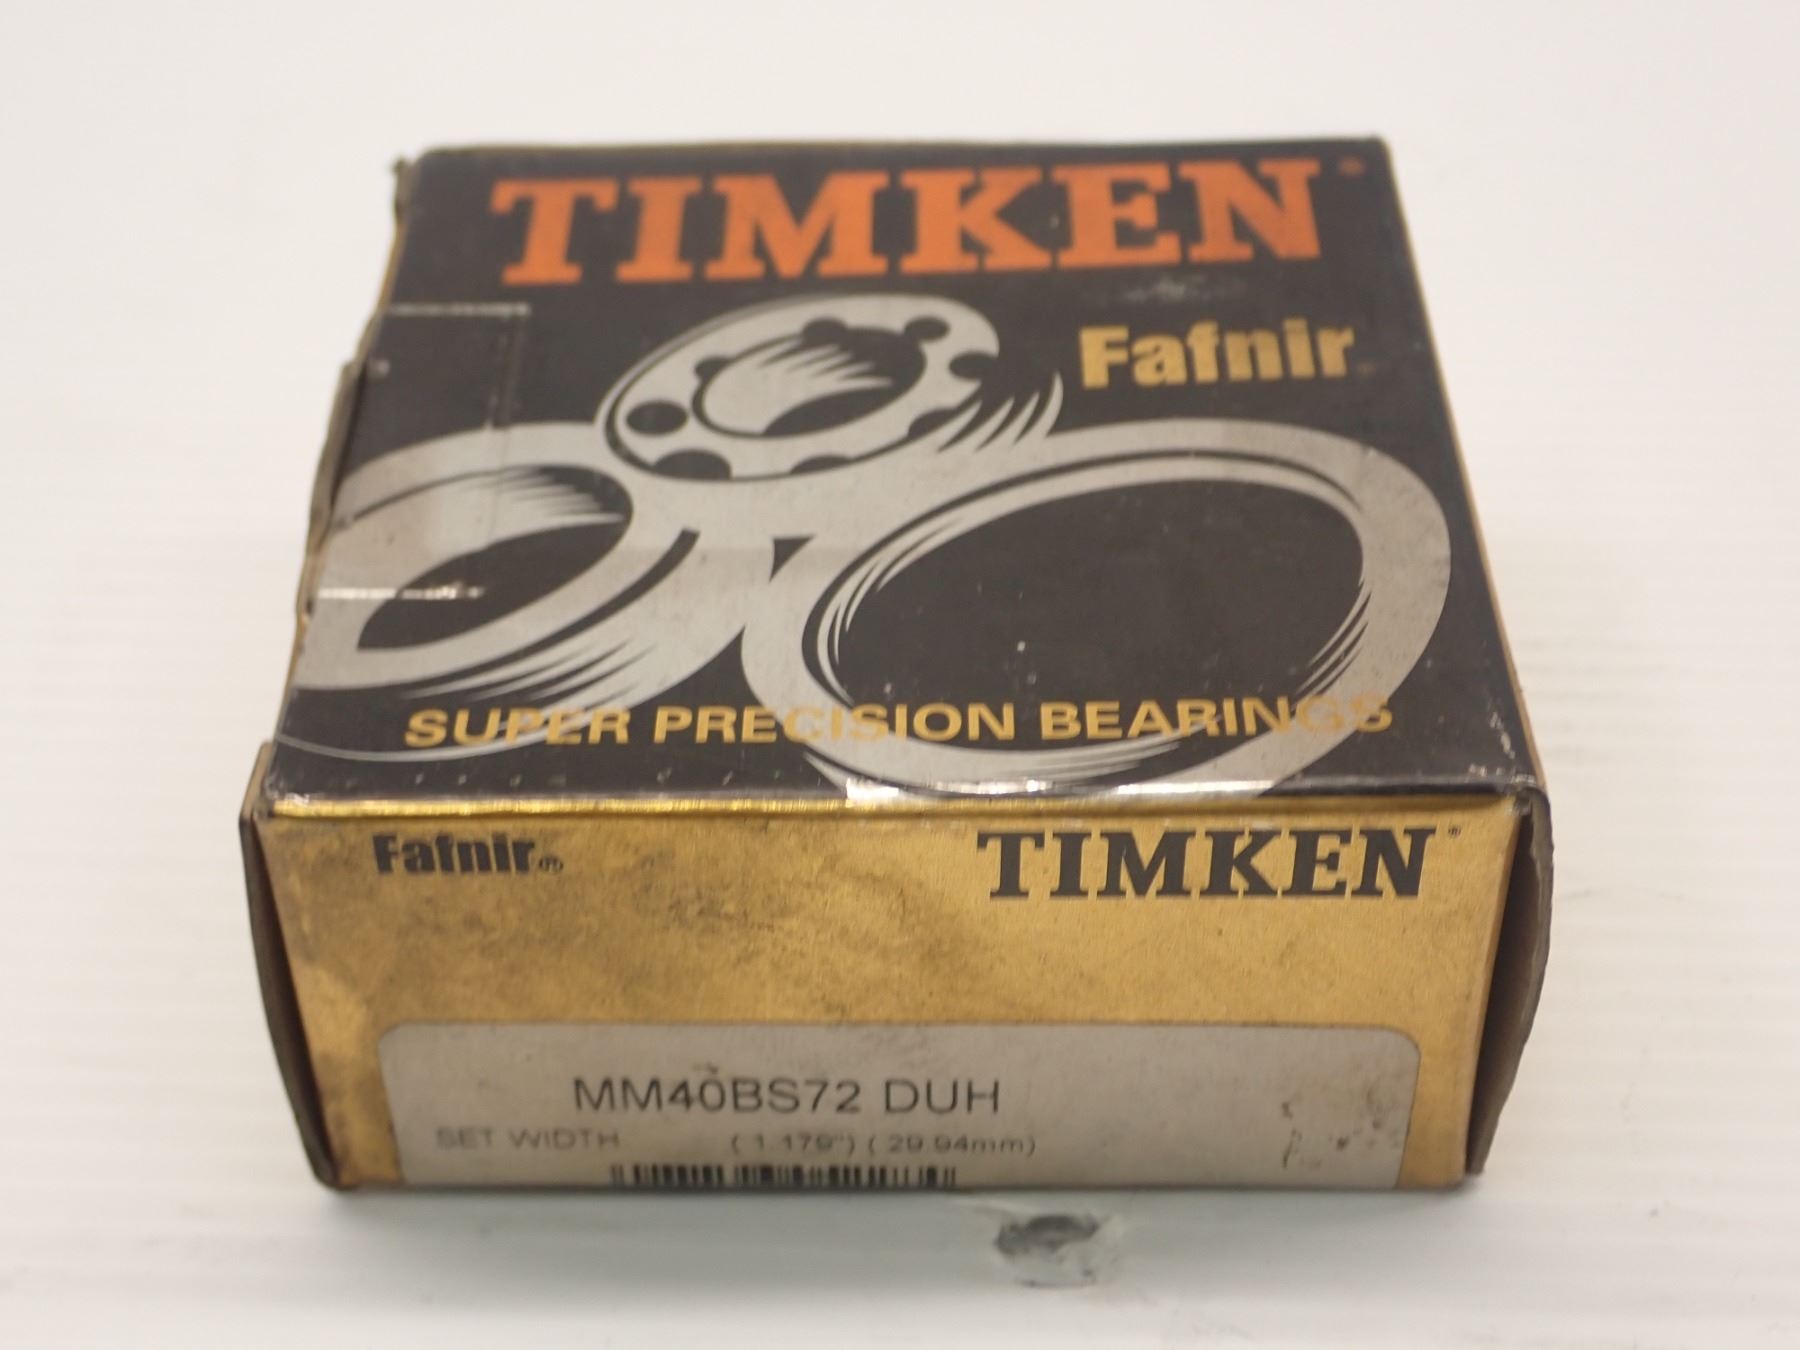 TIMKEN®
Fafnir
SUPER PRECISION BEARINGS
Fafnir®
TIMKEN®
MM40BS72 DUH
SET WIDTH (1.179") (29.94mm)